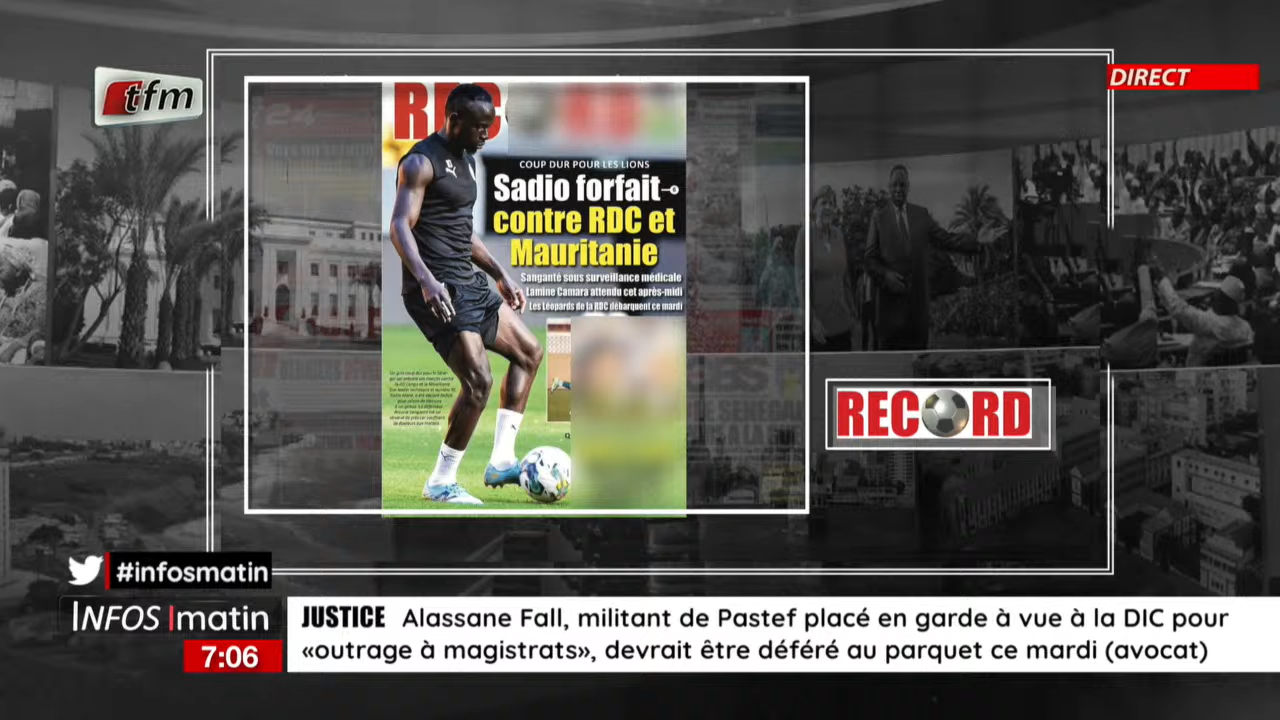 tfm
DIRECT
REC
COUP DUR POUR LES LIONS
Sadio forfait
contre RDC et
Mauritanie
Sanganté sous surveillance médicale
Lamine Camara attendu cet après-midi
Les Léopards de la RDC débarquent ce mardi
RECORD
#infosmatin
INFOS matin
7:06
JUSTICE Alassane Fall, militant de Pastef placé en garde à vue à la DIC pour
«outrage à magistrats», devrait être déféré au parquet ce mardi (avocat)